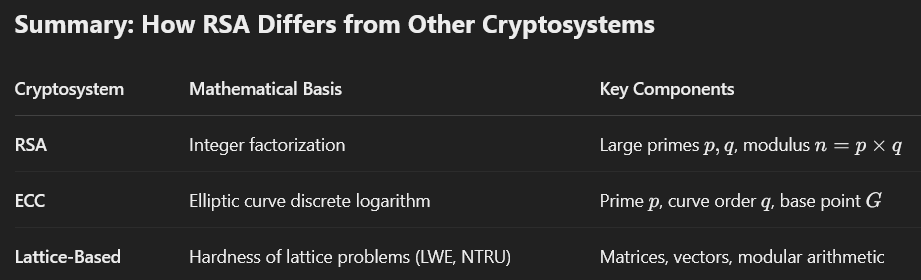 Summary: How RSA Differs from Other Cryptosystems
Cryptosystem Mathematical Basis Key Components
RSA Integer factorization Large primes p, q, modulus n = p × q
ECC Elliptic curve discrete logarithm Prime p, curve order q, base point G
Lattice-Based Hardness of lattice problems (LWE, NTRU) Matrices, vectors, modular arithmetic